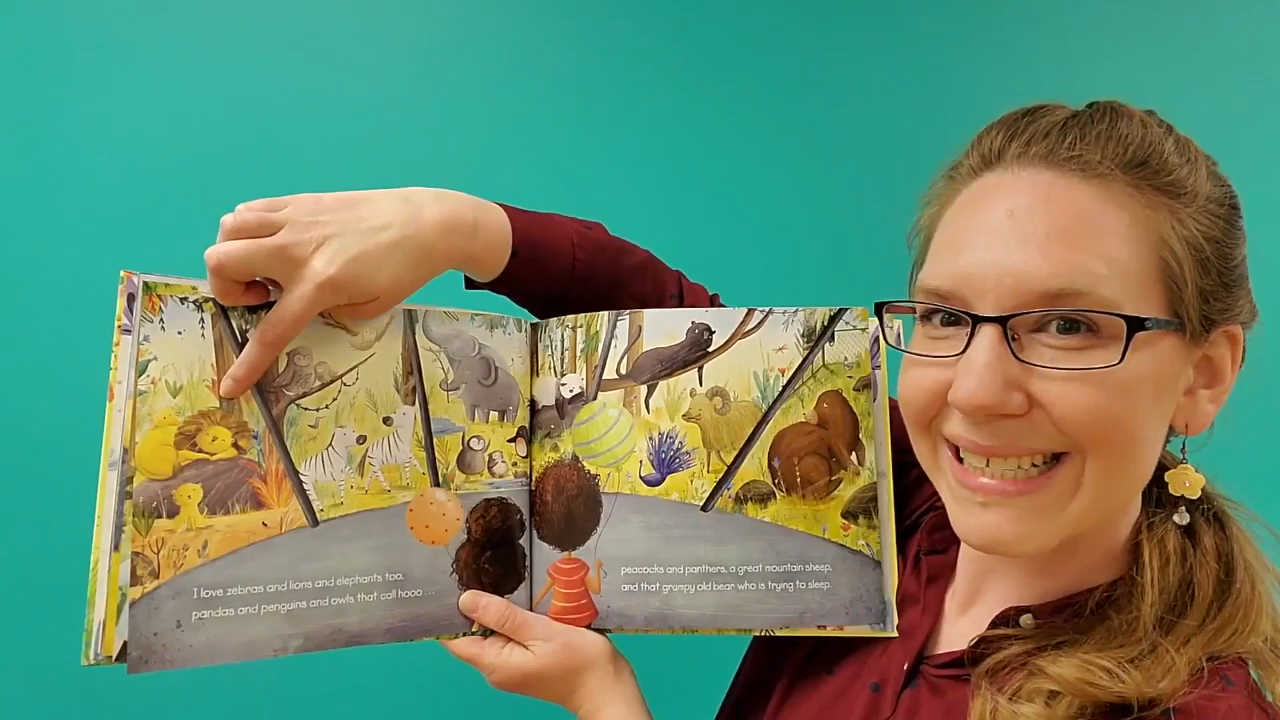 I love zebras and lions and elephants too,
pandas and penguins and owls that call hooo...
peacocks and panthers, a great mountain sheep,
and that grumpy old bear who is trying to sleep.